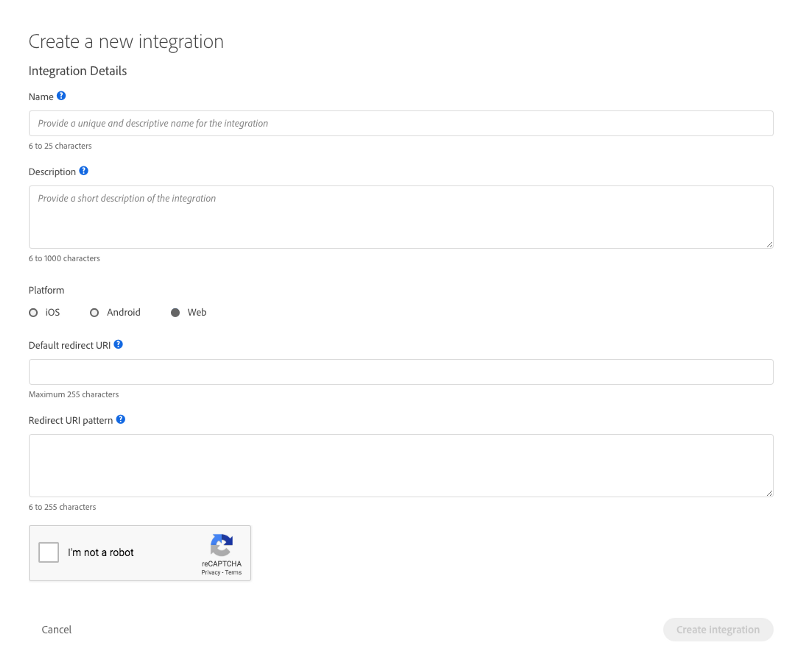 Create a new integration
Integration Details
Name ?
Provide a unique and descriptive name for the integration
6 to 25 characters
Description ?
Provide a short description of the integration
6 to 1000 characters
Platform
iOS Android Web
Default redirect URI ?
Maximum 255 characters
Redirect URI pattern ?
6 to 255 characters
I'm not a robot
reCAPTCHA
Privacy - Terms
Cancel Create integration